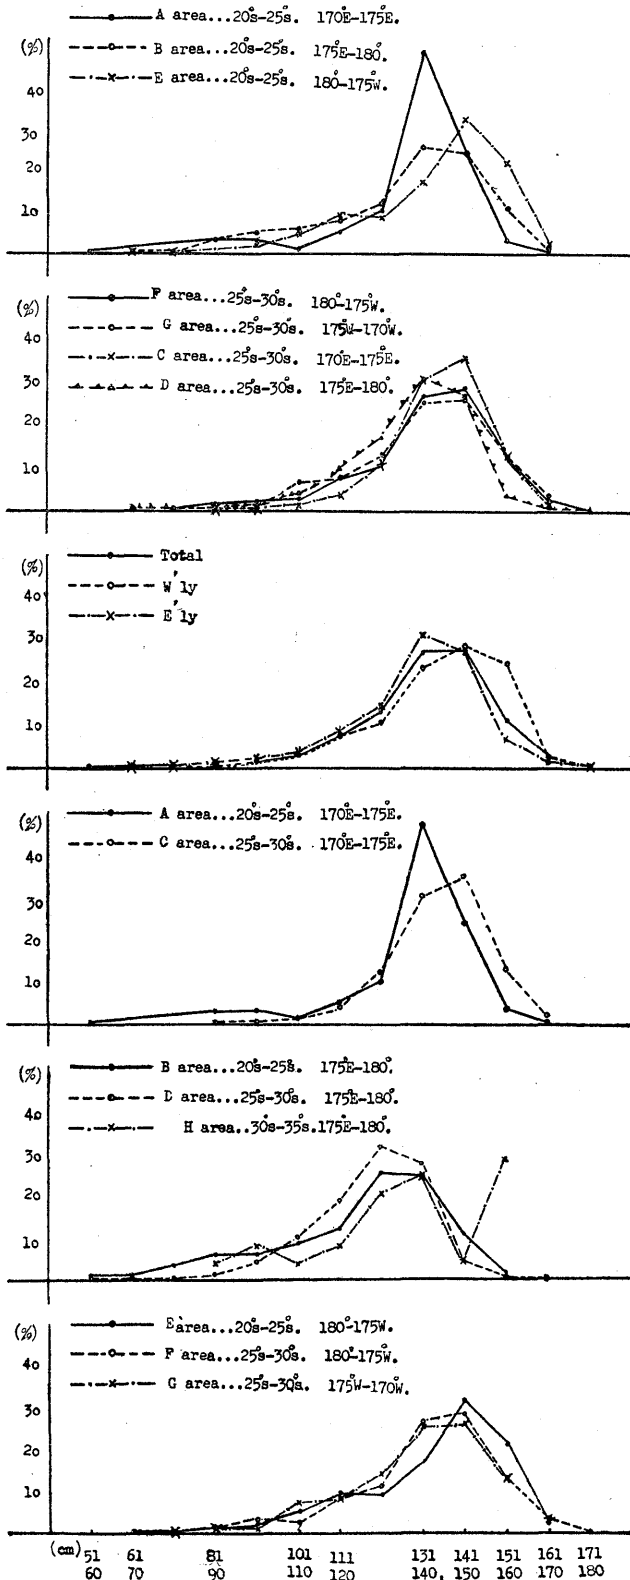 A area...20°s-25°s. 170°E-175°E.
(%)
B area...20°s-25°s. 175°E-180°.
E area...20°s-25°s. 180°-175°W.
40
30
20
10
F area...25°s-30°s. 180°-175°W.
(%)
G area...25°s-30°s. 175°W-170°W.
40
C area...25°s-30°s. 170°E-175°E.
30
D area...25°s-30°s. 175°E-180°.
20
10
Total
(%)
W'ly
40
E'ly
30
20
10
A area...20°s-25°s. 170°E-175°E.
(%)
C area...25°s-30°s. 170°E-175°E.
40
30
20
10
B area...20°s-25°s. 175°E-180°.
(%)
D area...25°s-30°s. 175°E-180°.
40
H area..30°s-35°s.175°E-180°.
30
20
10
E area...20°s-25°s. 180°-175°W.
(%)
F area...25°s-30°s. 180°-175°W.
40
G area...25°s-30°s. 175°W-170°W.
30
20
10
(cm) 51 61 81 101 111 131 141 151 161 171
60 70 90 110 120 140. 150 160 170 180